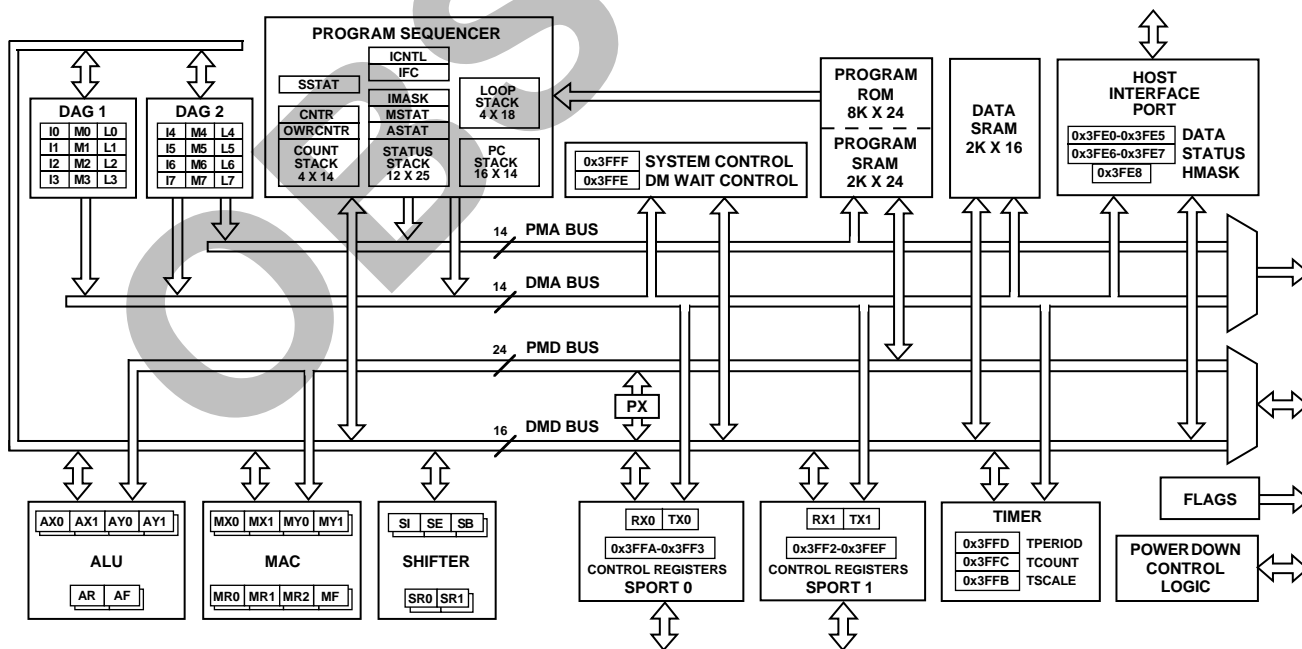 OBS
PROGRAM SEQUENCER
ICNTL
IFC
SSTAT
IMASK
MSTAT
ASTAT
CNTR
OWRCNTR
COUNT
STACK
4 X 14
STATUS
STACK
12 X 25
LOOP
STACK
4 X 18
PC
STACK
16 X 14
DAG 1
I0 M0 L0
I1 M1 L1
I2 M2 L2
I3 M3 L3
DAG 2
I4 M4 L4
I5 M5 L5
I6 M6 L6
I7 M7 L7
0x3FFF SYSTEM CONTROL
0x3FFE DM WAIT CONTROL
PROGRAM
ROM
8K X 24
PROGRAM
SRAM
2K X 24
DATA
SRAM
2K X 16
HOST
INTERFACE
PORT
0x3FE0-0x3FE5 DATA
0x3FE6-0x3FE7 STATUS
0x3FE8 HMASK
14 PMA BUS
14 DMA BUS
24 PMD BUS
PX
16 DMD BUS
AX0 AX1 AY0 AY1
ALU
AR AF
MX0 MX1 MY0 MY1
MAC
MR0 MR1 MR2 MF
SI SE SB
SHIFTER
SR0 SR1
RX0 TX0
0x3FFA-0x3FF3
CONTROL REGISTERS
SPORT 0
RX1 TX1
0x3FF2-0x3FEF
CONTROL REGISTERS
SPORT 1
TIMER
0x3FFD TPERIOD
0x3FFC TCOUNT
0x3FFB TSCALE
FLAGS
POWER DOWN
CONTROL
LOGIC